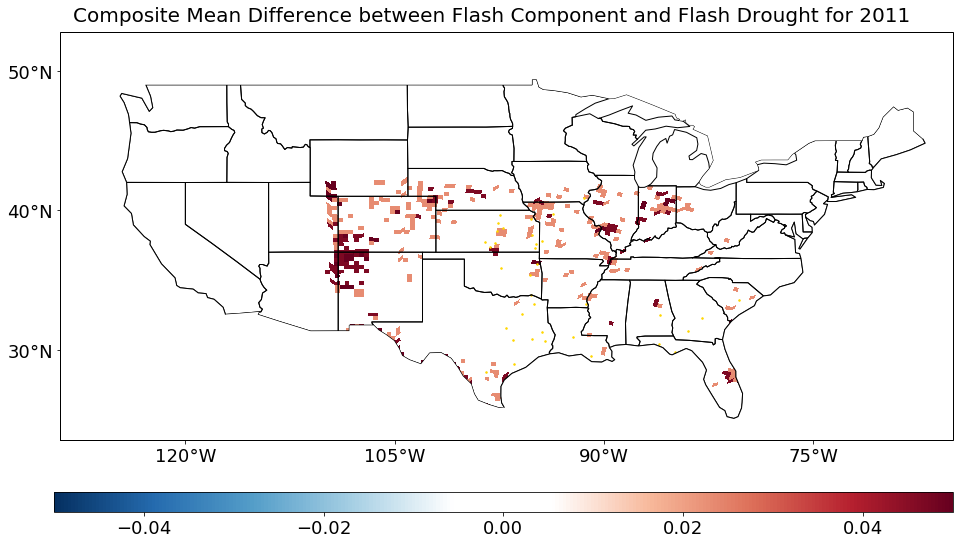 Composite Mean Difference between Flash Component and Flash Drought for 2011
50°N
40°N
30°N
120°W 105°W 90°W 75°W
−0.04 −0.02 0.00 0.02 0.04